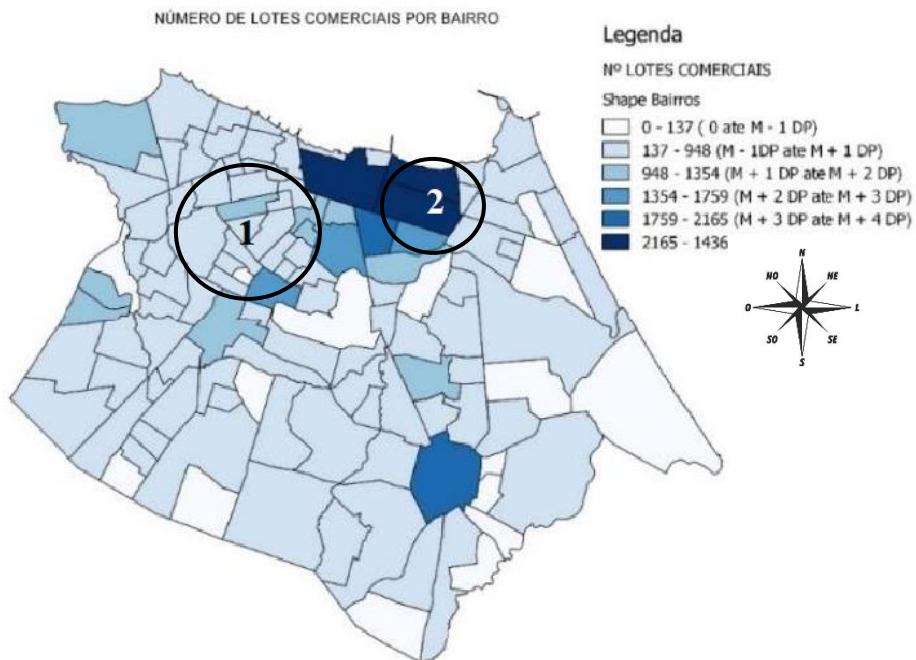 NÚMERO DE LOTES COMERCIAIS POR BAIRRO
Legenda
Nº LOTES COMERCIAIS
Shape Bairros
0 - 137 ( 0 ate M - 1 DP)
137 - 948 (M - 1DP ate M + 1 DP)
948 - 1354 (M + 1 DP ate M + 2 DP)
1354 - 1759 (M + 2 DP ate M + 3 DP)
1759 - 2165 (M + 3 DP ate M + 4 DP)
2165 - 1436
1
2
N
NO
NE
O
L
SO
SE
S